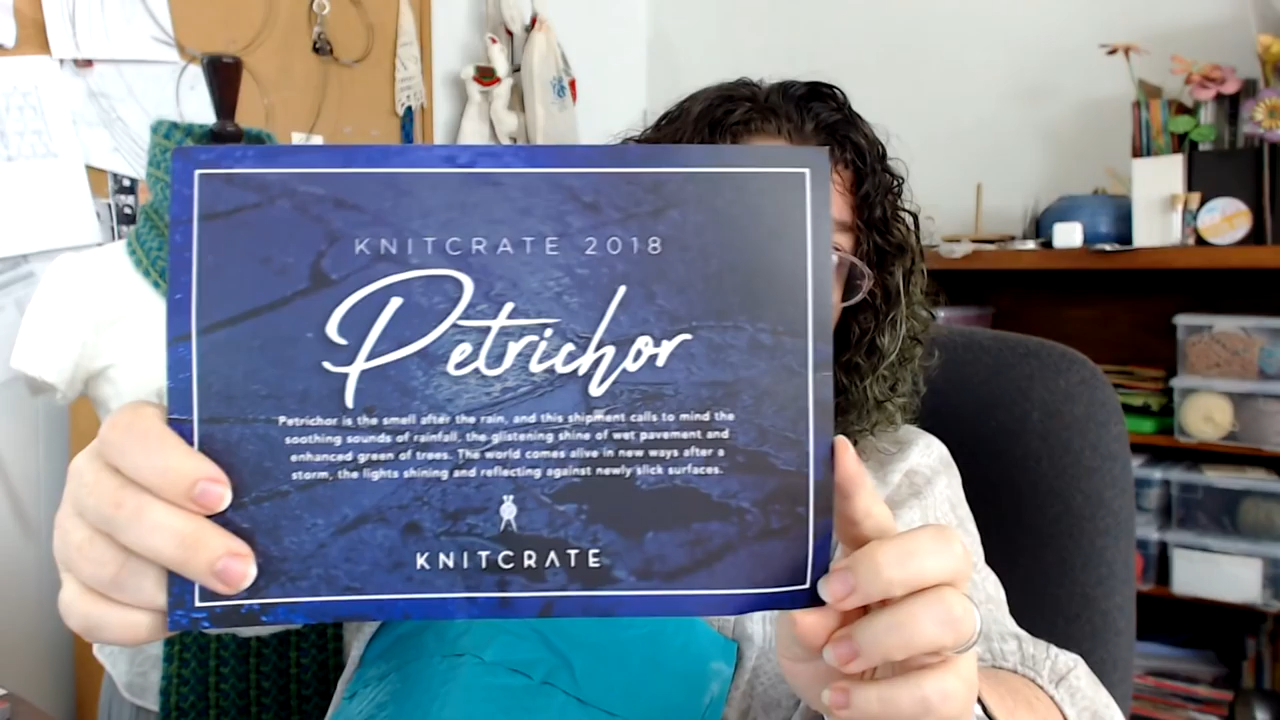 KNITCRATE 2018
Petrichor
Petrichor is the smell after the rain, and this shipment calls to mind the
soothing sounds of rainfall, the glistening shine of wet pavement and
enhanced green of trees. The world comes alive in new ways after a
storm, the lights shining and reflecting against newly slick surfaces.
KNITCRATE